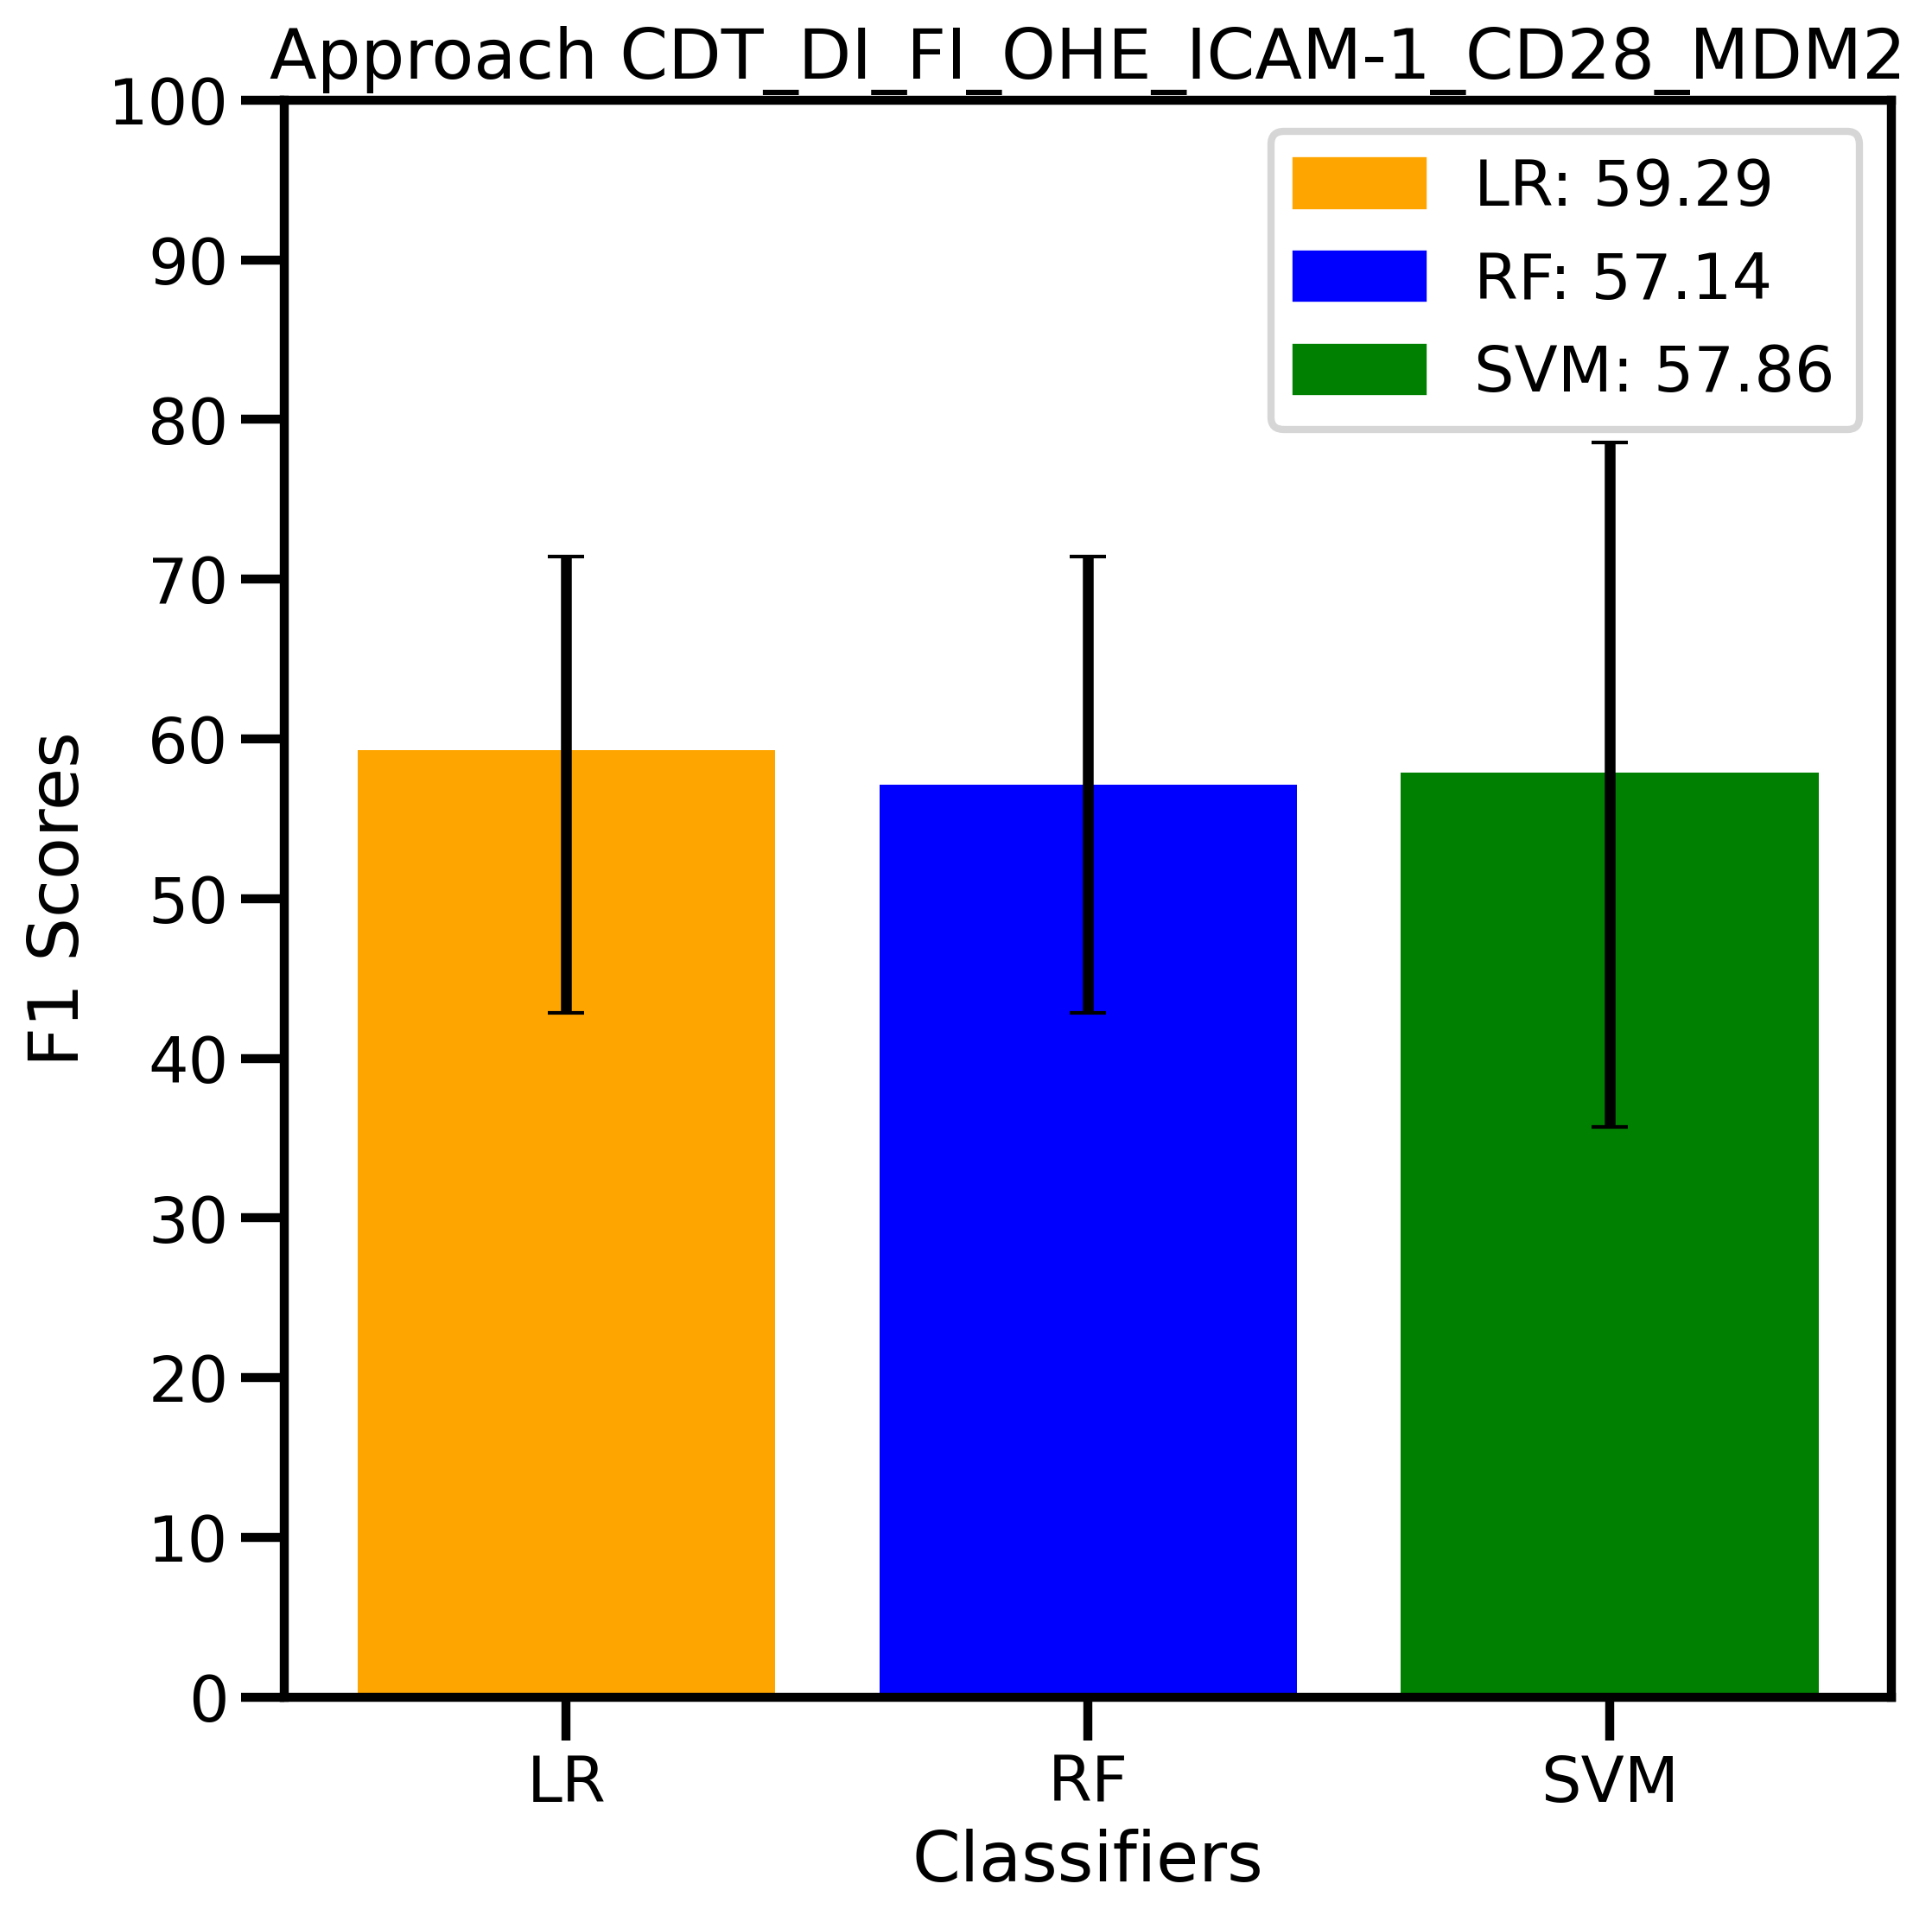 Approach CDT_DI_FI_OHE_ICAM-1_CD28_MDM2
100
90
80
70
60
50
40
30
20
10
0
F1 Scores
LR: 59.29
RF: 57.14
SVM: 57.86
LR
RF
SVM
Classifiers